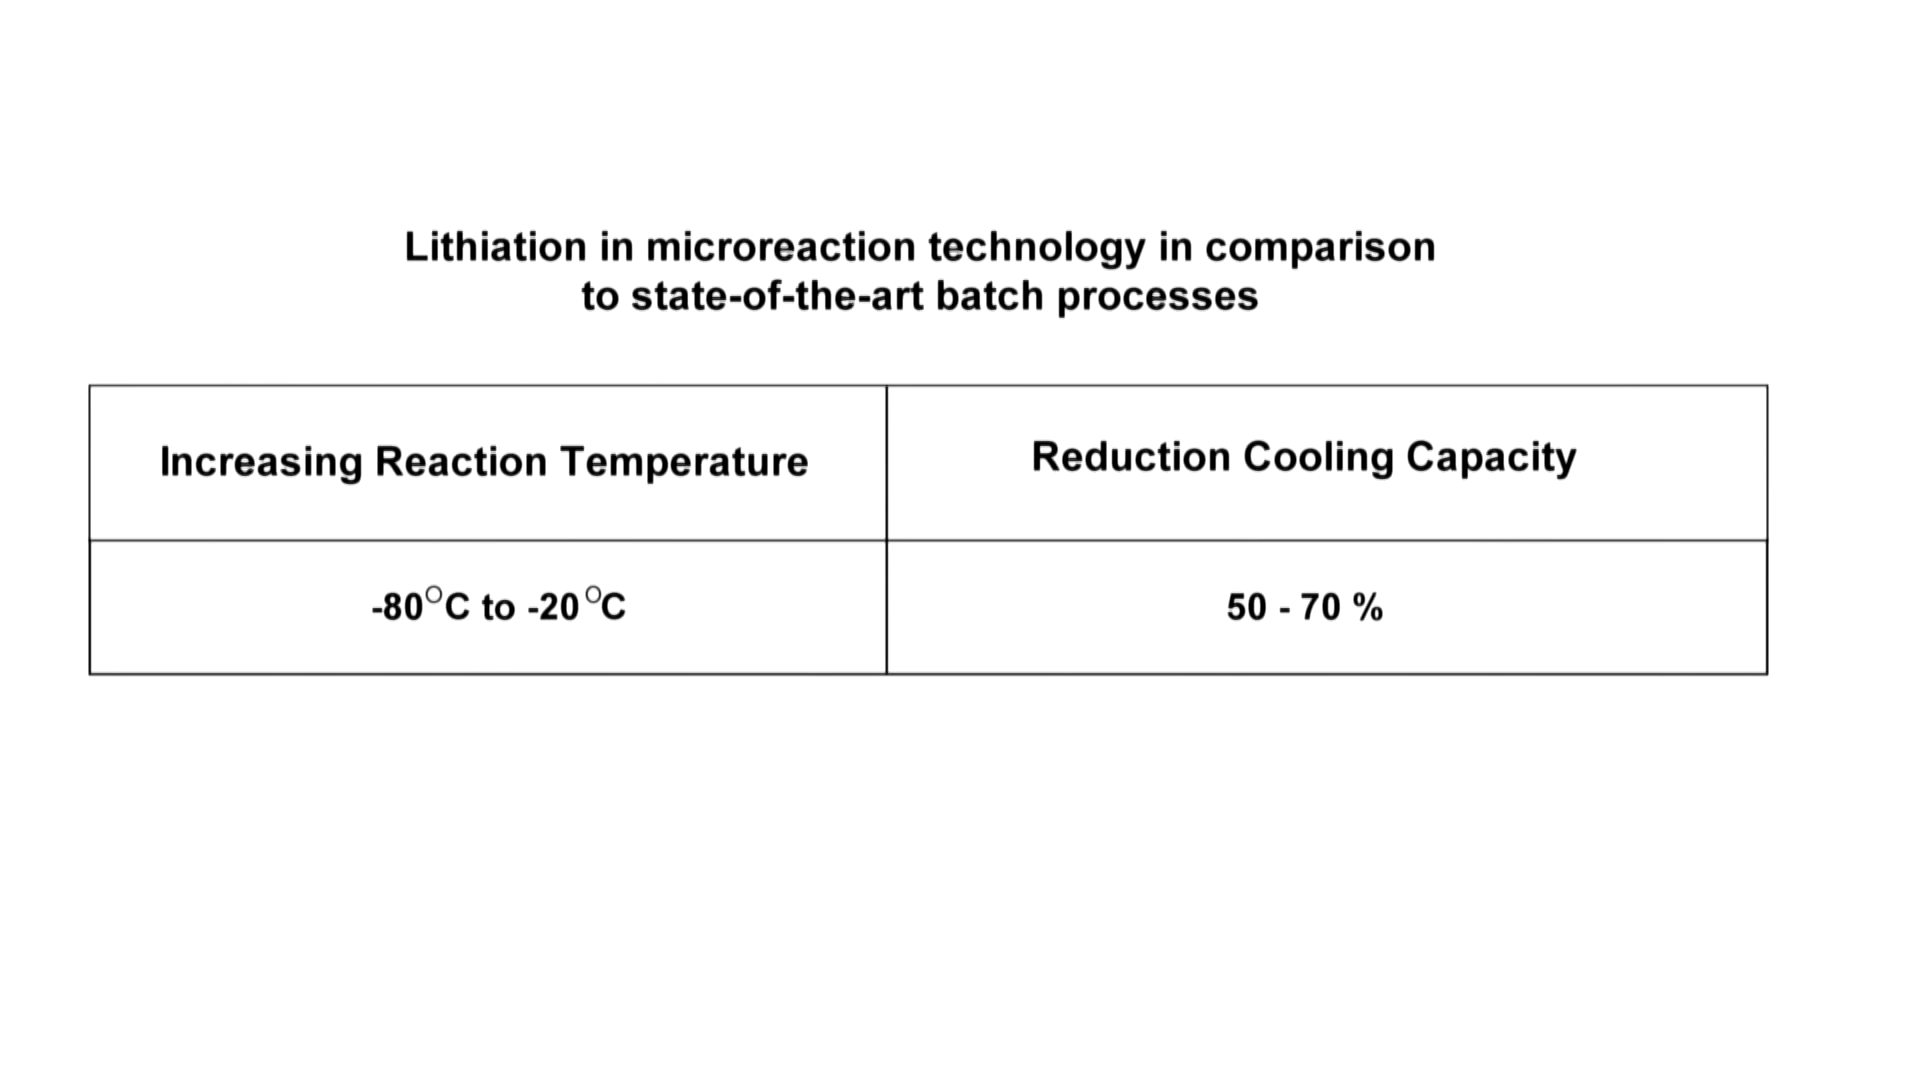 Lithiation in microreaction technology in comparison
to state-of-the-art batch processes
Increasing Reaction Temperature
Reduction Cooling Capacity
-80°C to -20°C
50 - 70 %